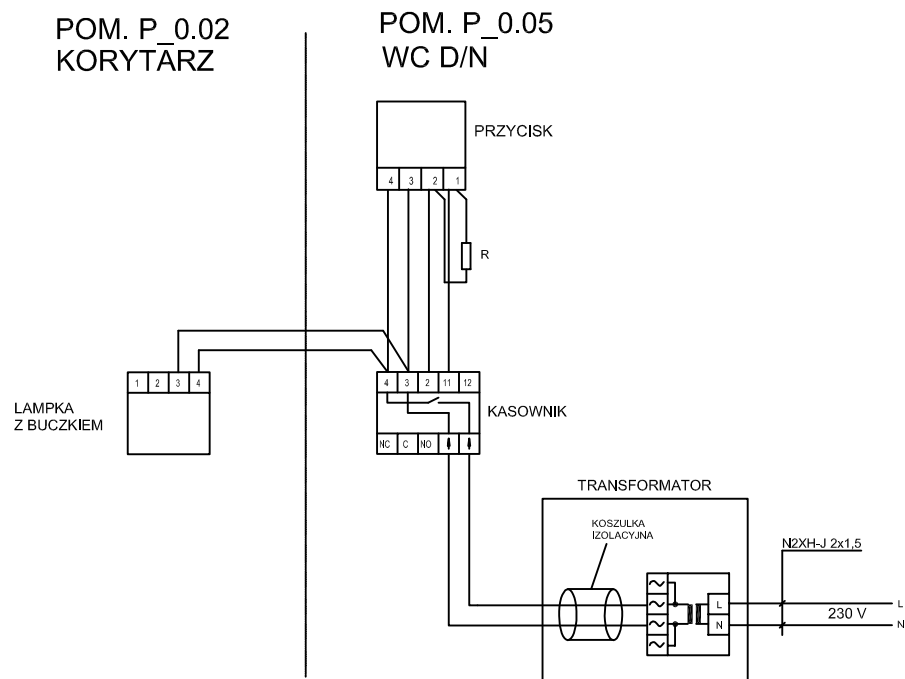 POM. P_0.02
KORYTARZ
POM. P_0.05
WC D/N
PRZYCISK
4 3 2 1
R
1 2 3 4
LAMPKA
Z BUCZKIEM
4 3 2 11 12
KASOWNIK
NC C NO
TRANSFORMATOR
KOSZULKA
IZOLACYJNA
N2XH-J 2x1,5
L
N
230 V
L
N